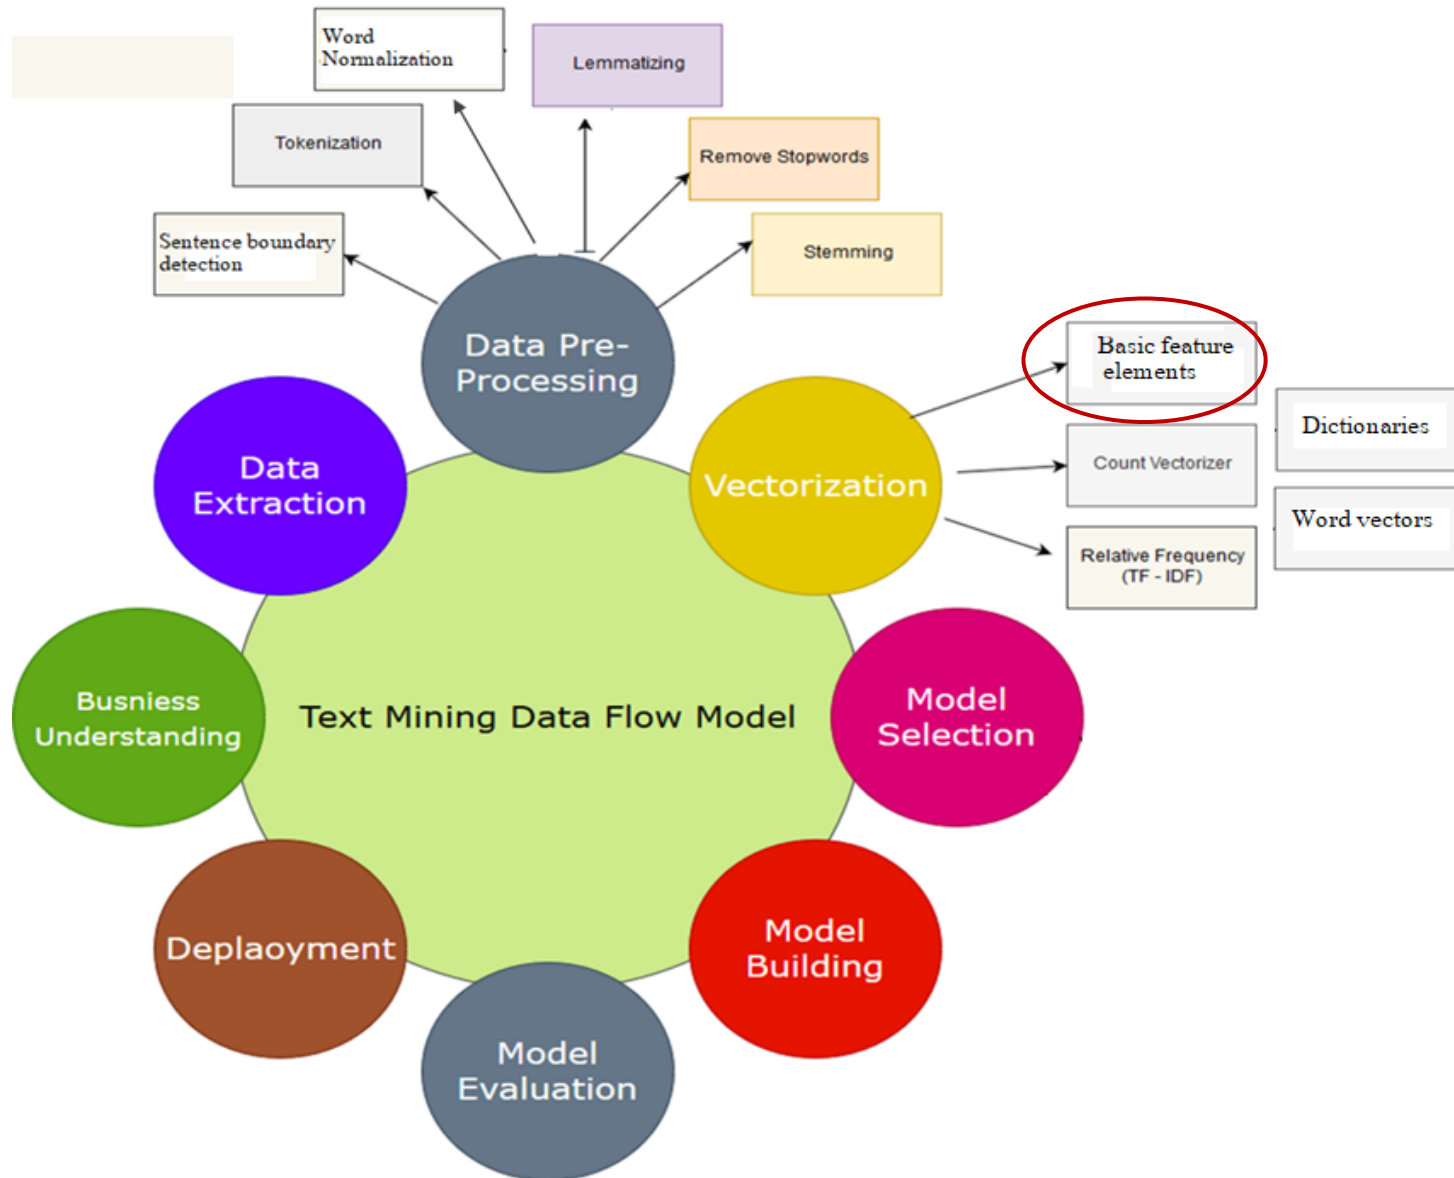 Word
Normalization
Lemmatizing
Tokenization
Remove Stopwords
Sentence boundary
detection
Stemming
Data Pre-
Processing
Basic feature
elements
Dictionaries
Count Vectorizer
Word vectors
Relative Frequency
(TF - IDF)
Data
Extraction
Vectorization
Busniess
Understanding
Text Mining Data Flow Model
Model
Selection
Deplaoyment
Model
Building
Model
Evaluation